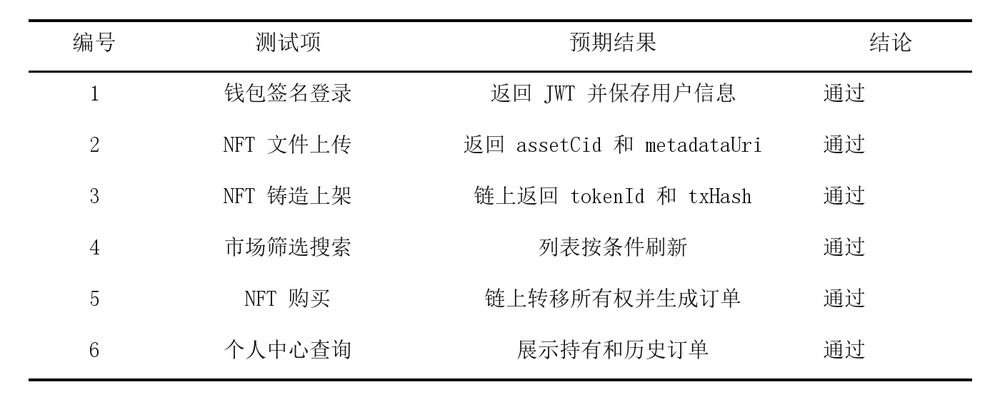 编号 测试项 预期结果 结论
1 钱包签名登录 返回 JWT 并保存用户信息 通过
2 NFT 文件上传 返回 assetCid 和 metadataUri 通过
3 NFT 铸造上架 链上返回 tokenId 和 txHash 通过
4 市场筛选搜索 列表按条件刷新 通过
5 NFT 购买 链上转移所有权并生成订单 通过
6 个人中心查询 展示持有和历史订单 通过